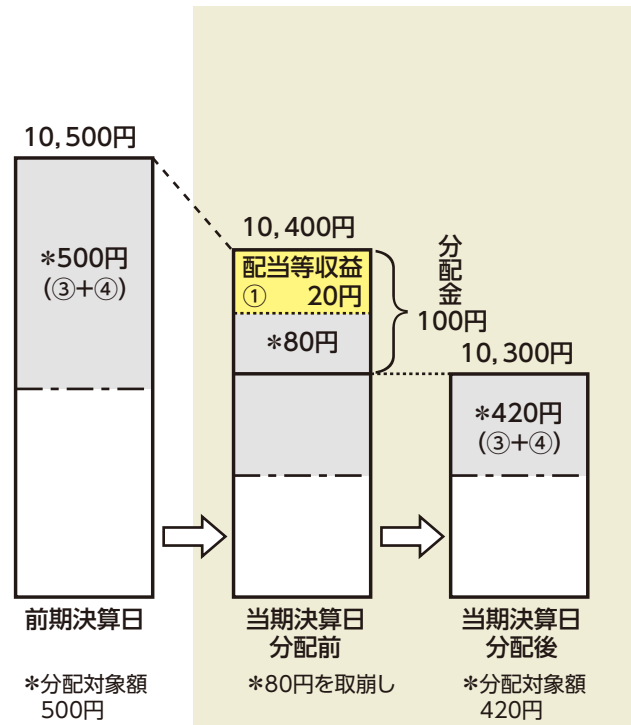 10,500円
*500円
(③+④)
前期決算日
*分配対象額
500円
10,400円
配当等収益
① 20円
*80円
分配金
100円
当期決算日
分配前
*80円を取崩し
10,300円
*420円
(③+④)
当期決算日
分配後
*分配対象額
420円